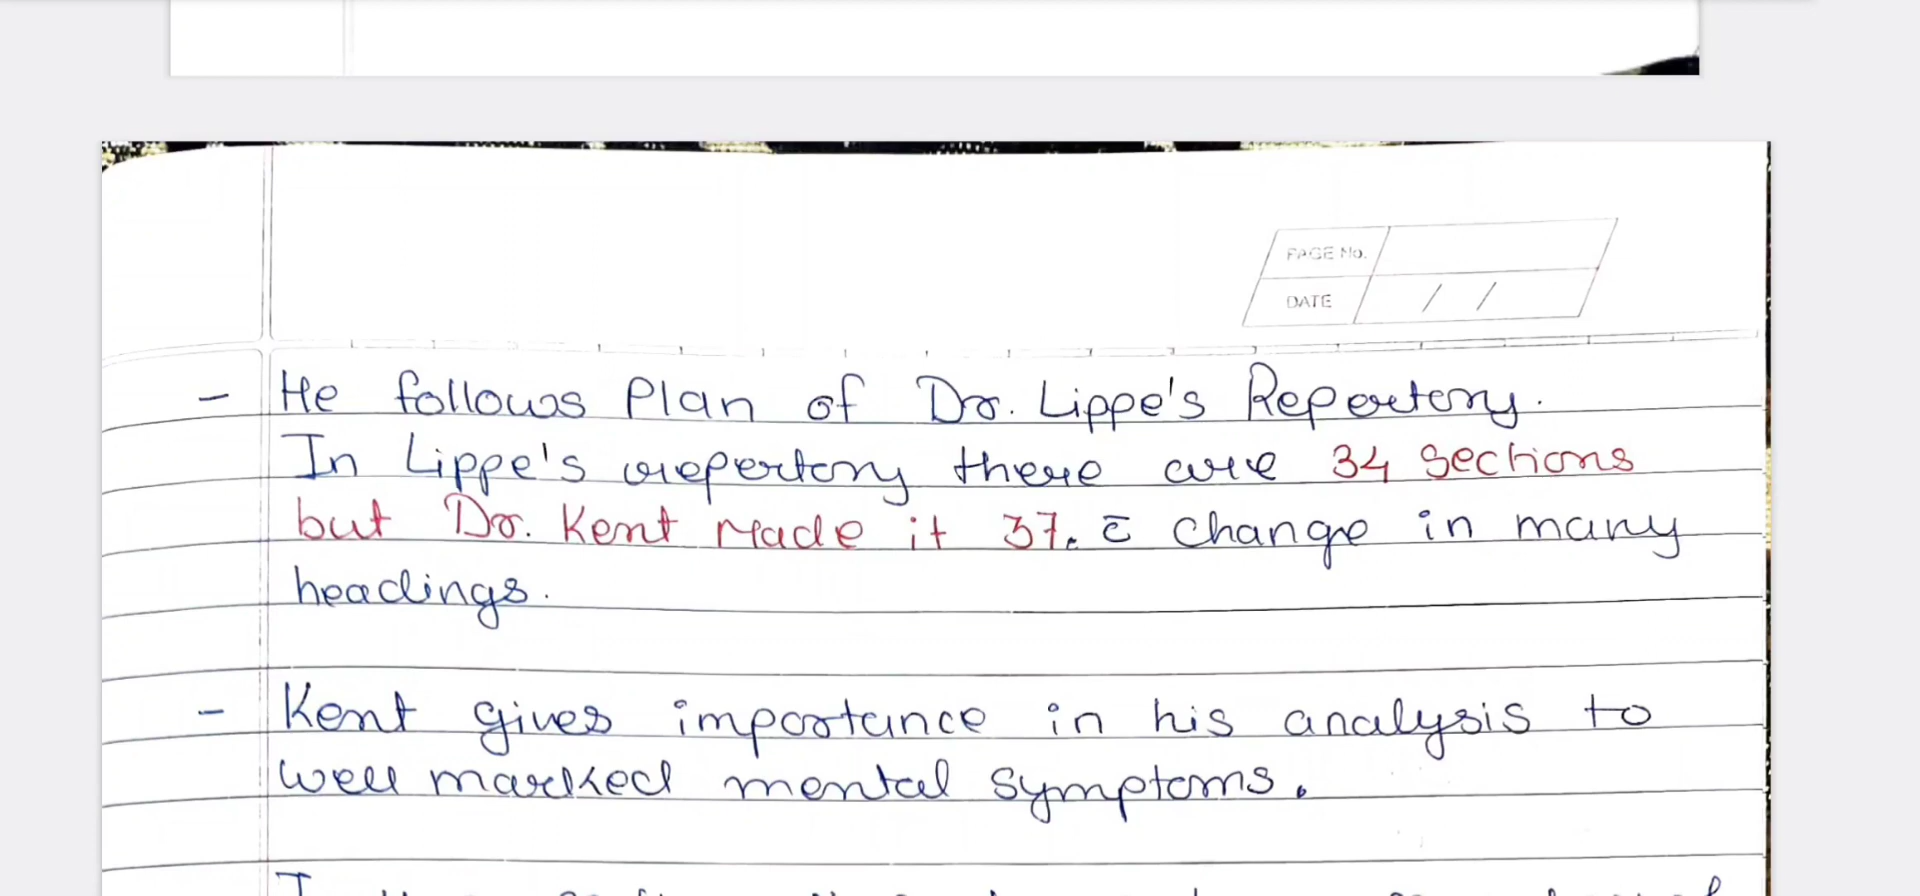 PAGE No.
DATE / /
- He follows Plan of Dr. Lippe's Repertory.
In Lippe's repertory there are 34 Sections
but Dr. Kent Made it 37. c̄ change in many
headings.
- Kent gives importance in his analysis to
well marked mental symptoms.